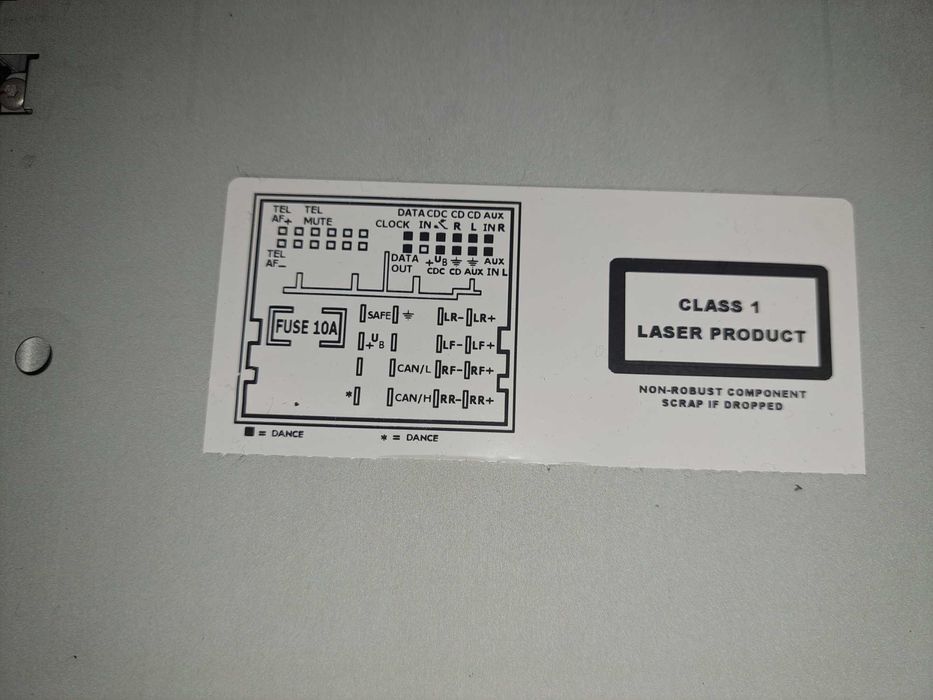 TEL TEL DATA CDC CD CD AUX
AF+ MUTE CLOCK IN R L IN R
TEL
AF-
DATA +UB AUX
OUT CDC CD AUX IN L
FUSE 10A SAFE LR- LR+
+UB LF- LF+
CAN/L RF- RF+
* CAN/H RR- RR+
■ = DANCE * = DANCE
CLASS 1
LASER PRODUCT
NON-ROBUST COMPONENT
SCRAP IF DROPPED